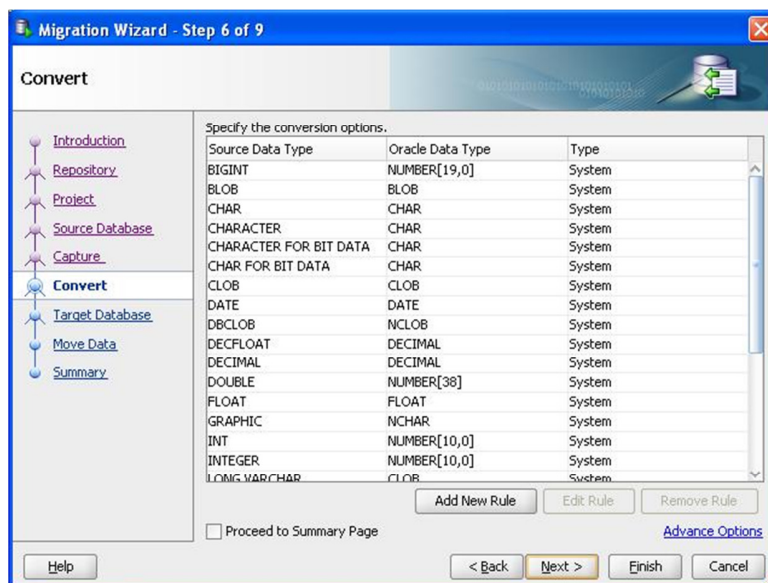 Migration Wizard - Step 6 of 9
Convert
Introduction
Repository
Project
Source Database
Capture
Convert
Target Database
Move Data
Summary
Specify the conversion options.
Source Data Type Oracle Data Type Type
BIGINT NUMBER[19,0] System
BLOB BLOB System
CHAR CHAR System
CHARACTER CHAR System
CHARACTER FOR BIT DATA CHAR System
CHAR FOR BIT DATA CHAR System
CLOB CLOB System
DATE DATE System
DBCLOB NCLOB System
DECFLOAT DECIMAL System
DECIMAL DECIMAL System
DOUBLE NUMBER[38] System
FLOAT FLOAT System
GRAPHIC NCHAR System
INT NUMBER[10,0] System
INTEGER NUMBER[10,0] System
LONG VARCHAR CLOB System
Add New Rule Edit Rule Remove Rule
Proceed to Summary Page Advance Options
Help < Back Next > Finish Cancel